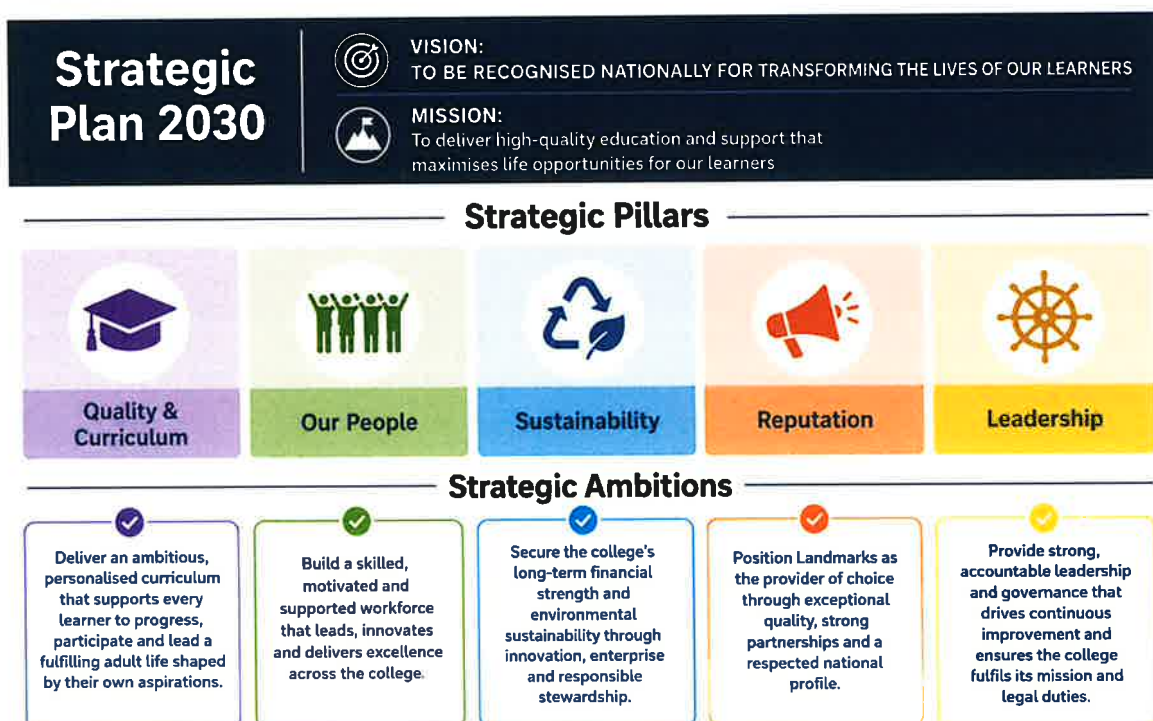 Strategic
Plan 2030
VISION:
TO BE RECOGNISED NATIONALLY FOR TRANSFORMING THE LIVES OF OUR LEARNERS
MISSION:
To deliver high-quality education and support that
maximises life opportunities for our learners
Strategic Pillars
Quality &
Curriculum
Our People
Sustainability
Reputation
Leadership
Strategic Ambitions
Deliver an ambitious,
personalised curriculum
that supports every
learner to progress,
participate and lead a
fulfilling adult life shaped
by their own aspirations.
Build a skilled,
motivated and
supported workforce
that leads, innovates
and delivers excellence
across the college.
Secure the college's
long-term financial
strength and
environmental
sustainability through
innovation, enterprise
and responsible
stewardship.
Position Landmarks as
the provider of choice
through exceptional
quality, strong
partnerships and a
respected national
profile.
Provide strong,
accountable leadership
and governance that
drives continuous
improvement and
ensures the college
fulfils its mission and
legal duties.